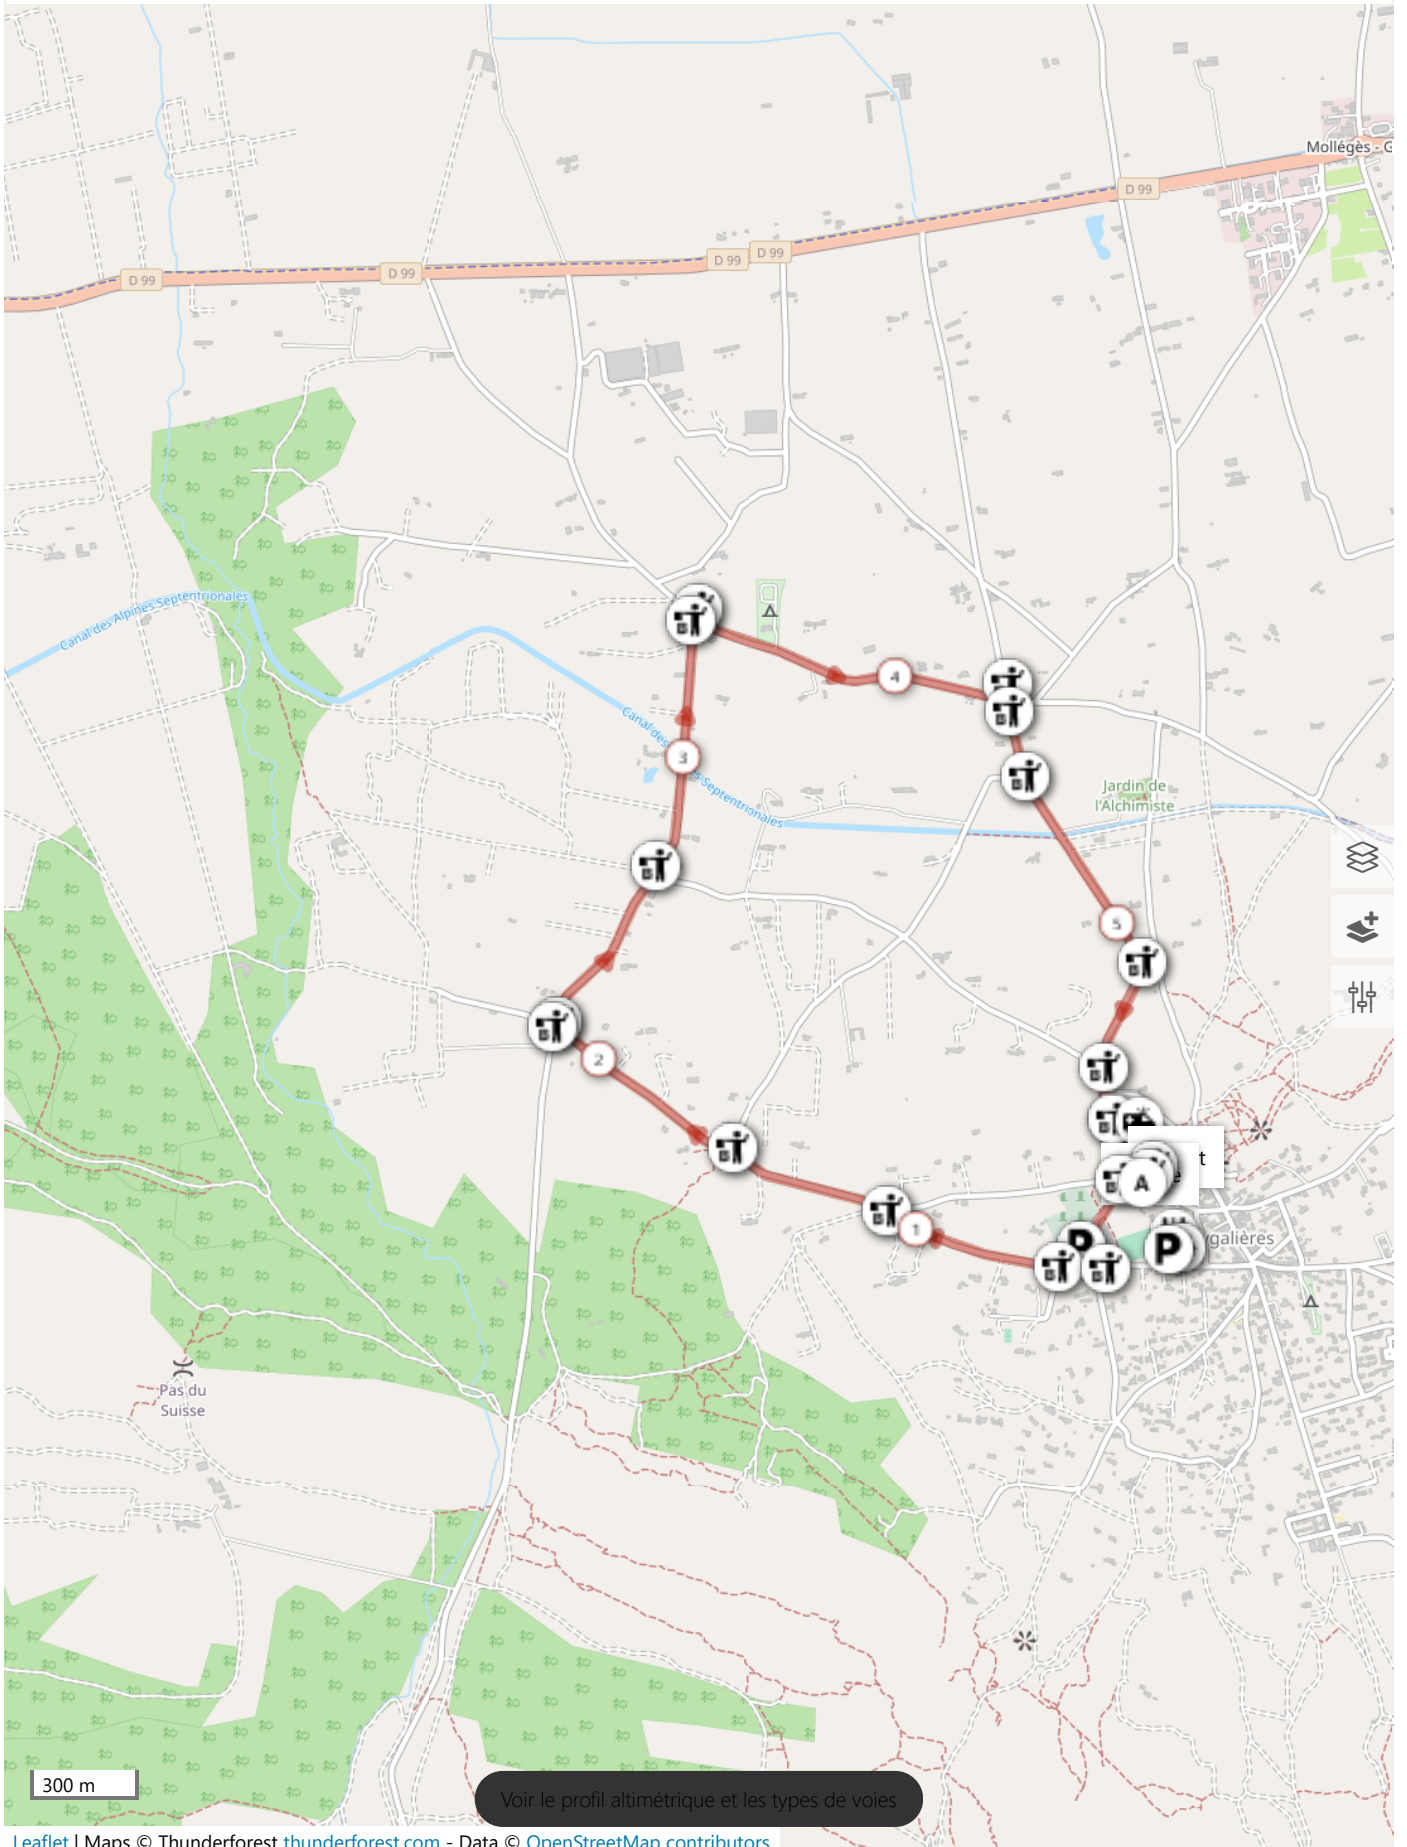 Mollégès - G
D 99
D 99
D 99
D 99
D 99
Canal des Alpines Septentrionales
4
Canal des
3
s Septentrionales
Jardin de
l'Alchimiste
5
2
t
e
A
1
P
P
galières
Pas du
Suisse
300 m
Voir le profil altimétrique et les types de voies
Leaflet | Maps © Thunderforest thunderforest.com - Data © OpenStreetMap contributors